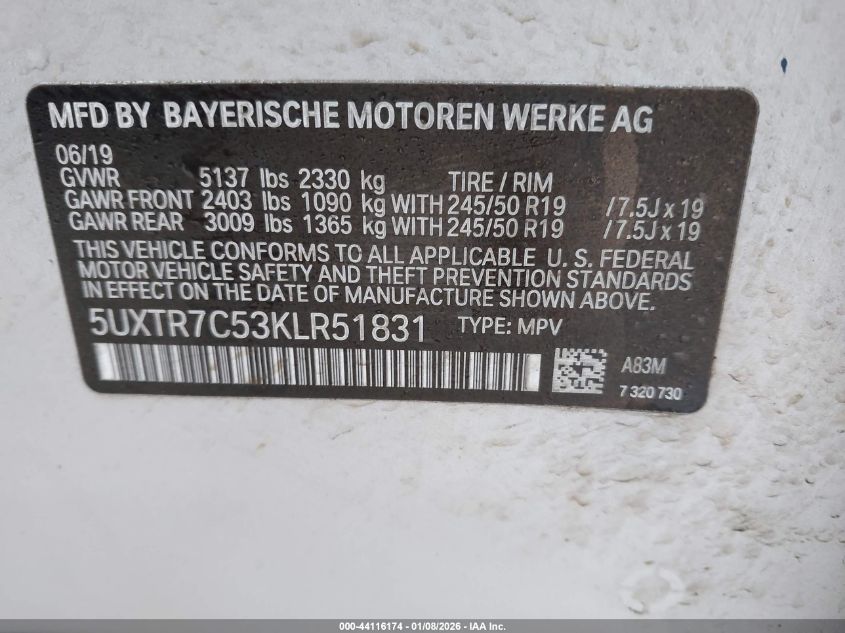 MFD BY BAYERISCHE MOTOREN WERKE AG
06/19
GVWR 5137 lbs 2330 kg TIRE / RIM
GAWR FRONT 2403 lbs 1090 kg WITH 245/50 R19 /7.5J x 19
GAWR REAR 3009 lbs 1365 kg WITH 245/50 R19 /7.5J x 19
THIS VEHICLE CONFORMS TO ALL APPLICABLE U. S. FEDERAL
MOTOR VEHICLE SAFETY AND THEFT PREVENTION STANDARDS
IN EFFECT ON THE DATE OF MANUFACTURE SHOWN ABOVE.
5UXTR7C53KLR51831 TYPE: MPV
A83M
7 320 730
000-44116174 | 01/08/2026 - IAA Inc.